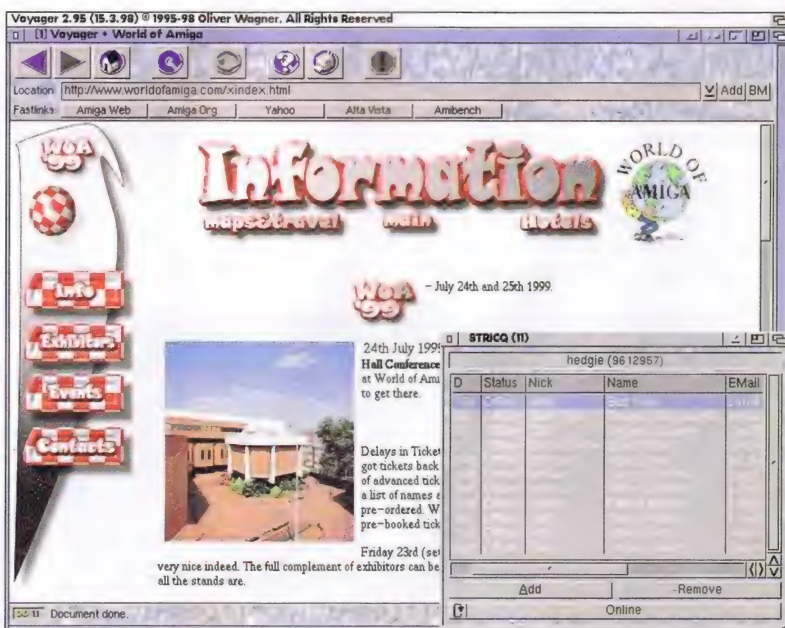 Voyager 2.95 (15.3.98) © 1995-98 Oliver Wagner, All Rights Reserved
[1] Voyager • World of Amiga
Location: http://www.worldofamiga.com/xindex.html Add BM
Fastlinks: Amiga Web Amiga Org Yahoo Alta Vista Amibench
WoA '99
Information
Maps&travel Main Hotels
WORLD OF AMIGA
Info
Exhibitors
Events
Contacts
WoA '99 - July 24th and 25th 1999.
24th July 1999
Hall Conference
at World of Ami
to get there.
Delays in Ticke
got tickets back
of advanced tick
a list of names
pre-ordered. W
pre-booked tick
Friday 23rd (se
very nice indeed. The full complement of exhibitors can be
all the stands are.
Document done.
STRICQ (11)
hedgie (9612957)
D Status Nick Name EMail
Add Remove
Online